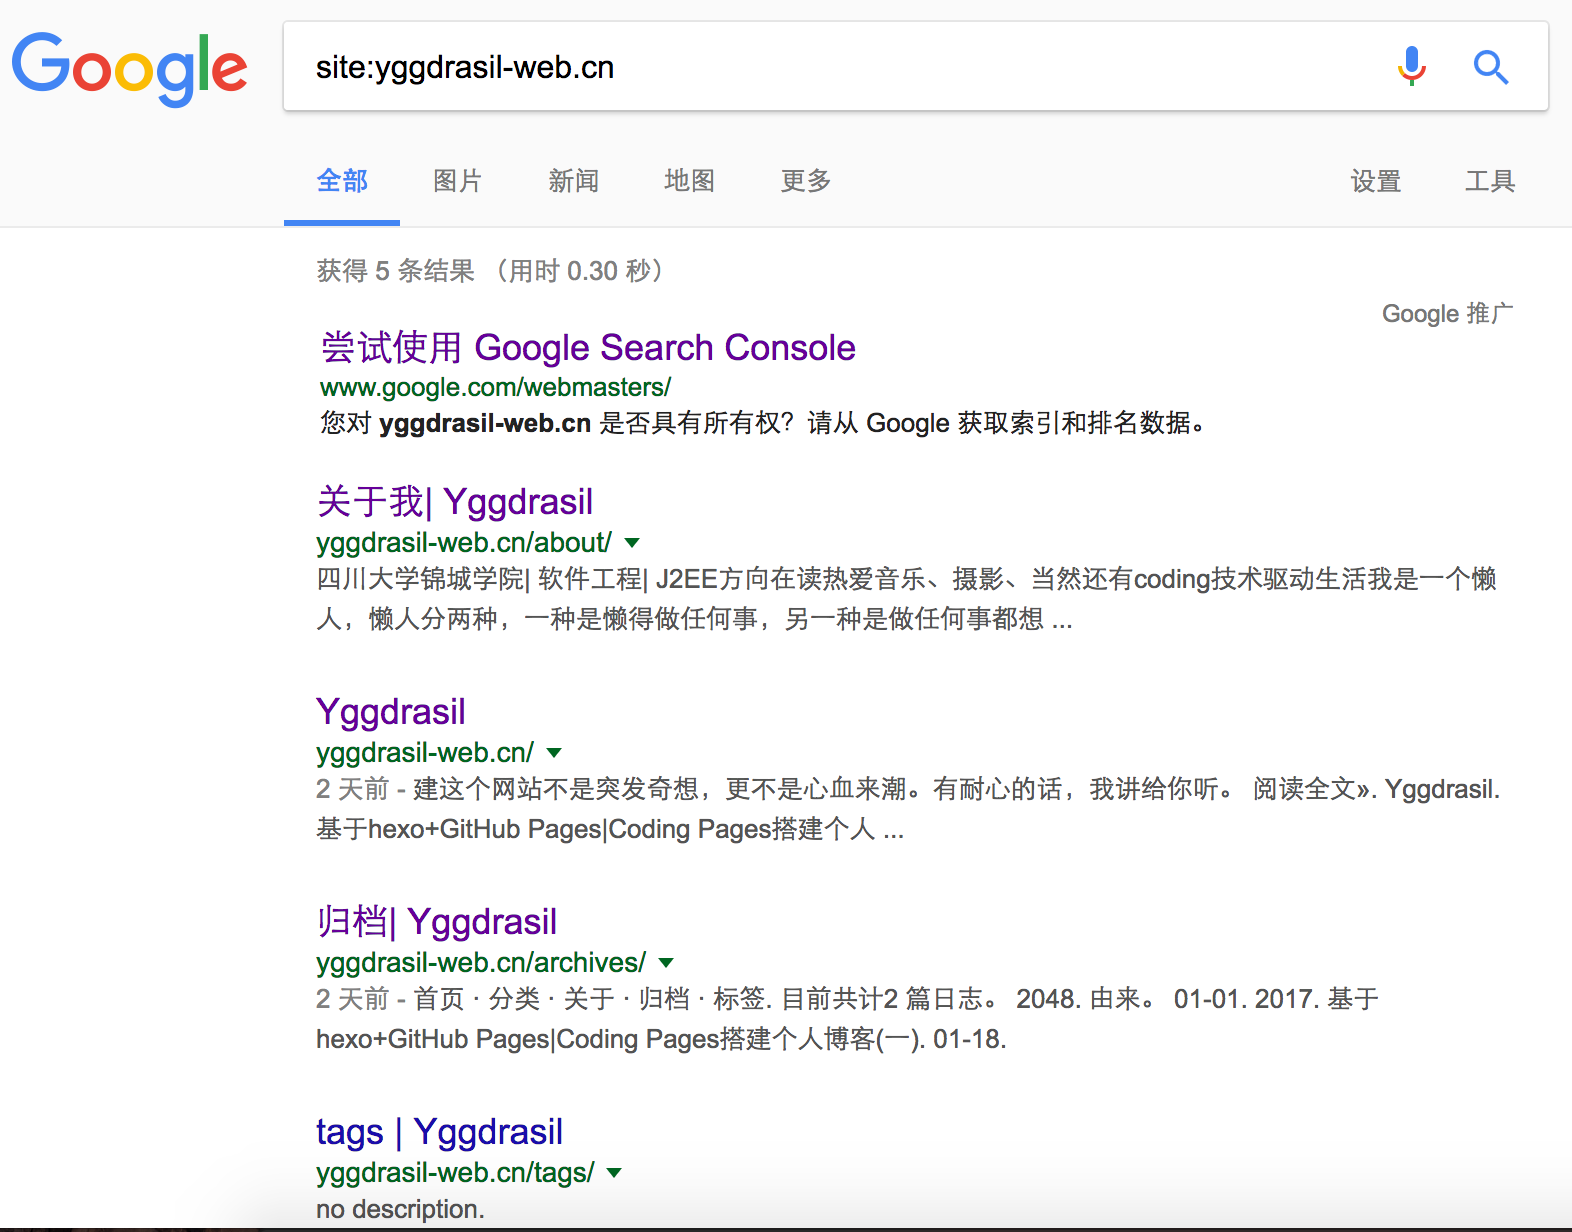 Google
site:yggdrasil-web.cn
全部 图片 新闻 地图 更多 设置 工具
获得 5 条结果 （用时 0.30 秒）
Google 推广
尝试使用 Google Search Console
www.google.com/webmasters/
您对 yggdrasil-web.cn 是否具有所有权？请从 Google 获取索引和排名数据。
关于我| Yggdrasil
yggdrasil-web.cn/about/
四川大学锦城学院| 软件工程| J2EE方向在读热爱音乐、摄影、当然还有coding技术驱动生活我是一个懒
人，懒人分两种，一种是懒得做任何事，另一种是做任何事都想 ...
Yggdrasil
yggdrasil-web.cn/
2 天前 - 建这个网站不是突发奇想，更不是心血来潮。有耐心的话，我讲给你听。 阅读全文». Yggdrasil.
基于hexo+GitHub Pages|Coding Pages搭建个人 ...
归档| Yggdrasil
yggdrasil-web.cn/archives/
2 天前 - 首页 · 分类 · 关于 · 归档 · 标签. 目前共计2 篇日志。 2048. 由来。 01-01. 2017. 基于
hexo+GitHub Pages|Coding Pages搭建个人博客(一). 01-18.
tags | Yggdrasil
yggdrasil-web.cn/tags/
no description.